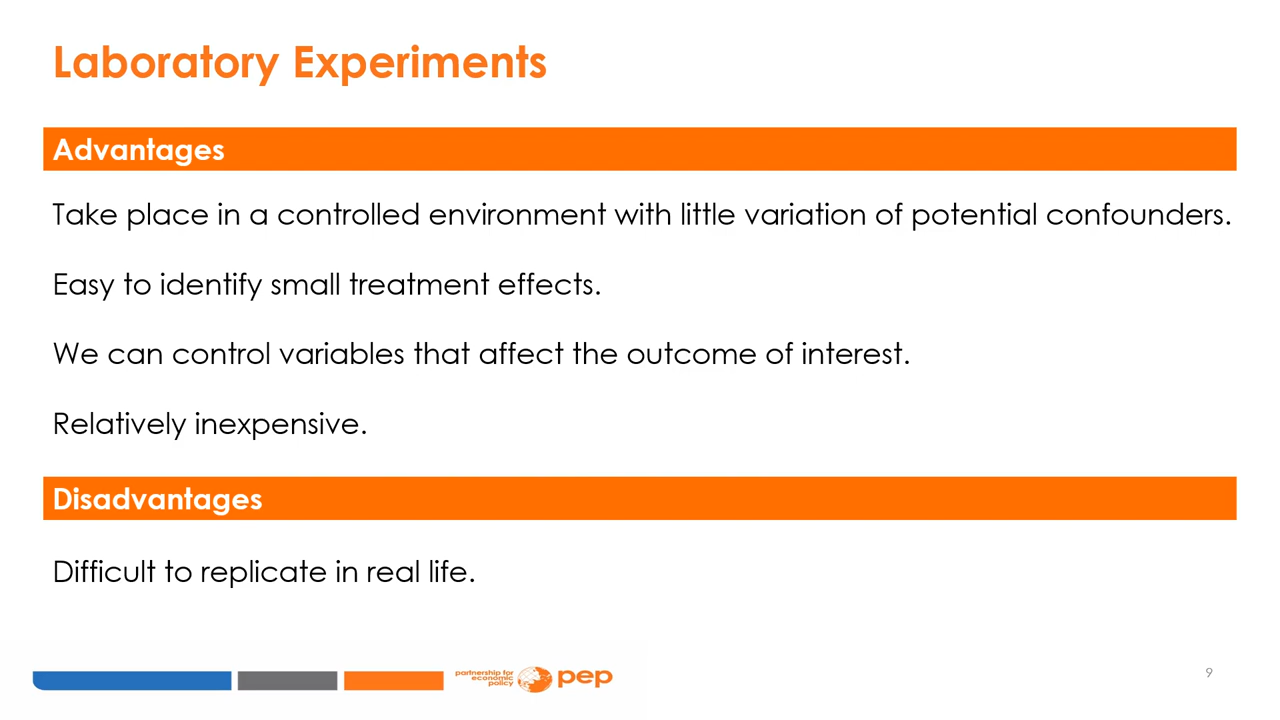 Laboratory Experiments
Advantages
Take place in a controlled environment with little variation of potential confounders.
Easy to identify small treatment effects.
We can control variables that affect the outcome of interest.
Relatively inexpensive.
Disadvantages
Difficult to replicate in real life.
partnership for
economic
policy
pep
9